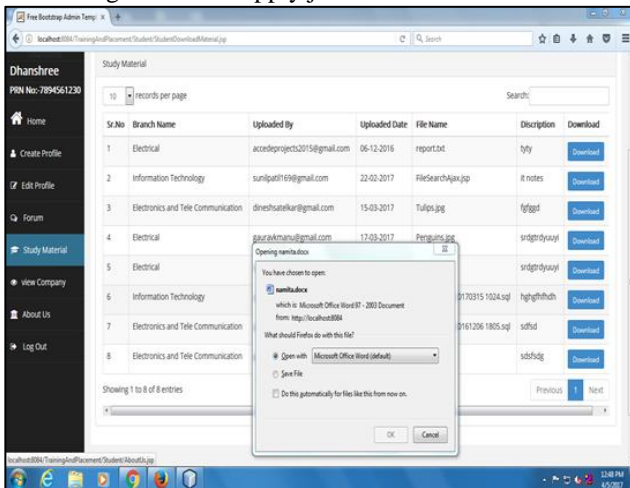 Free Bootstrap Admin Temp
localhost:8084/TrainingAndPlacement/Student/StudentDownloadMaterial.jsp
Search
Dhanshree
PRN No:-7894561230
Home
Create Profile
Edit Profile
Forum
Study Material
view Company
About Us
Log Out
Study Material
10 records per page
Search:
Sr.No Branch Name Uploaded By Uploaded Date File Name Discription Download
1 Electrical accedeprojects2015@gmail.com 06-12-2016 report.txt tyty Download
2 Information Technology sunilpatil169@gmail.com 22-02-2017 FileSearchAjax.jsp it notes Download
3 Electronics and Tele Communication dineshsatelkar@gmail.com 15-03-2017 Tulips.jpg fgfggd Download
4 Electrical gauravkmanu@gmail.com 17-03-2017 Penguins.jpg srdgtrdyuuyl Download
5 Electrical srdgtrdyuuyl Download
6 Information Technology 0170315 1024.sql hghgfhfhdh Download
7 Electronics and Tele Communication 0161206 1805.sql sdfsd Download
8 Electronics and Tele Communication sdsfsdg Download
Showing 1 to 8 of 8 entries
Previous 1 Next
Opening namita.docx
You have chosen to open:
namita.docx
which is: Microsoft Office Word 97 - 2003 Document
from: http://localhost:8084
What should Firefox do with this file?
Open with Microsoft Office Word (default)
Save File
Do this automatically for files like this from now on.
OK Cancel
localhost:8084/TrainingAndPlacement/Student/AboutUs.jsp
12:48 PM
4/5/2017